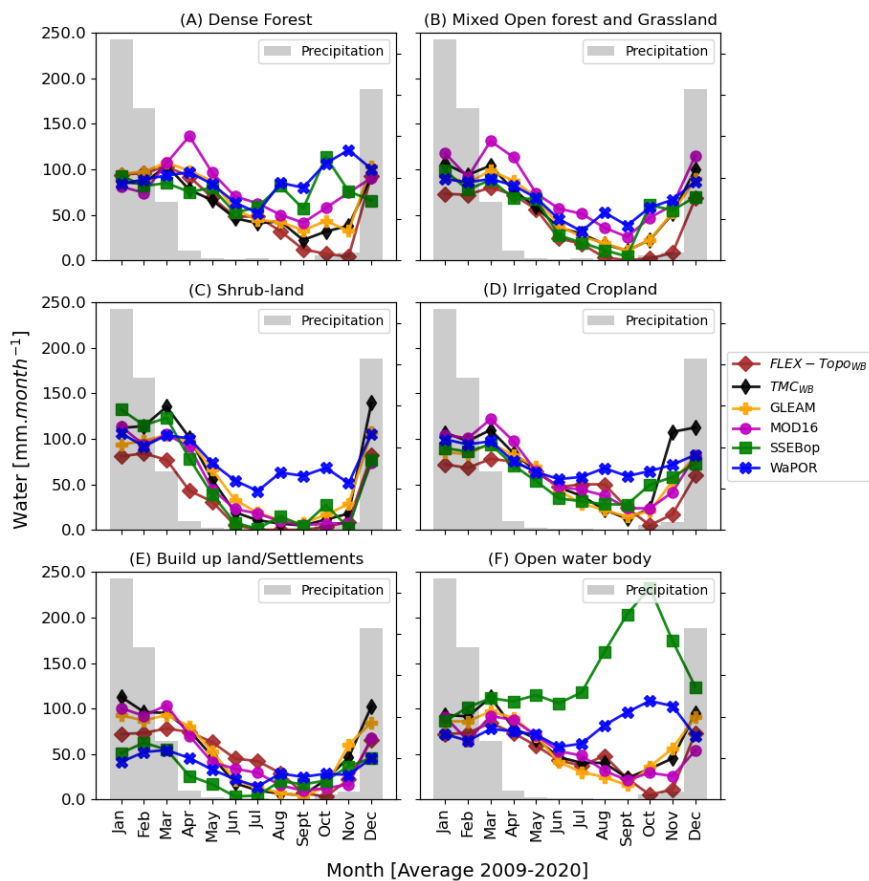 (A) Dense Forest
(B) Mixed Open forest and Grassland
250.0
200.0
150.0
100.0
50.0
0.0
Precipitation
Precipitation
(C) Shrub-land
(D) Irrigated Cropland
250.0
200.0
150.0
100.0
50.0
0.0
Precipitation
Precipitation
Water [mm.month⁻¹]
FLEX − Topo_WB
TMC_WB
GLEAM
MOD16
SSEBop
WaPOR
(E) Build up land/Settlements
(F) Open water body
250.0
200.0
150.0
100.0
50.0
0.0
Precipitation
Precipitation
Jan Feb Mar Apr May Jun Jul Aug Sept Oct Nov Dec
Jan Feb Mar Apr May Jun Jul Aug Sept Oct Nov Dec
Month [Average 2009-2020]